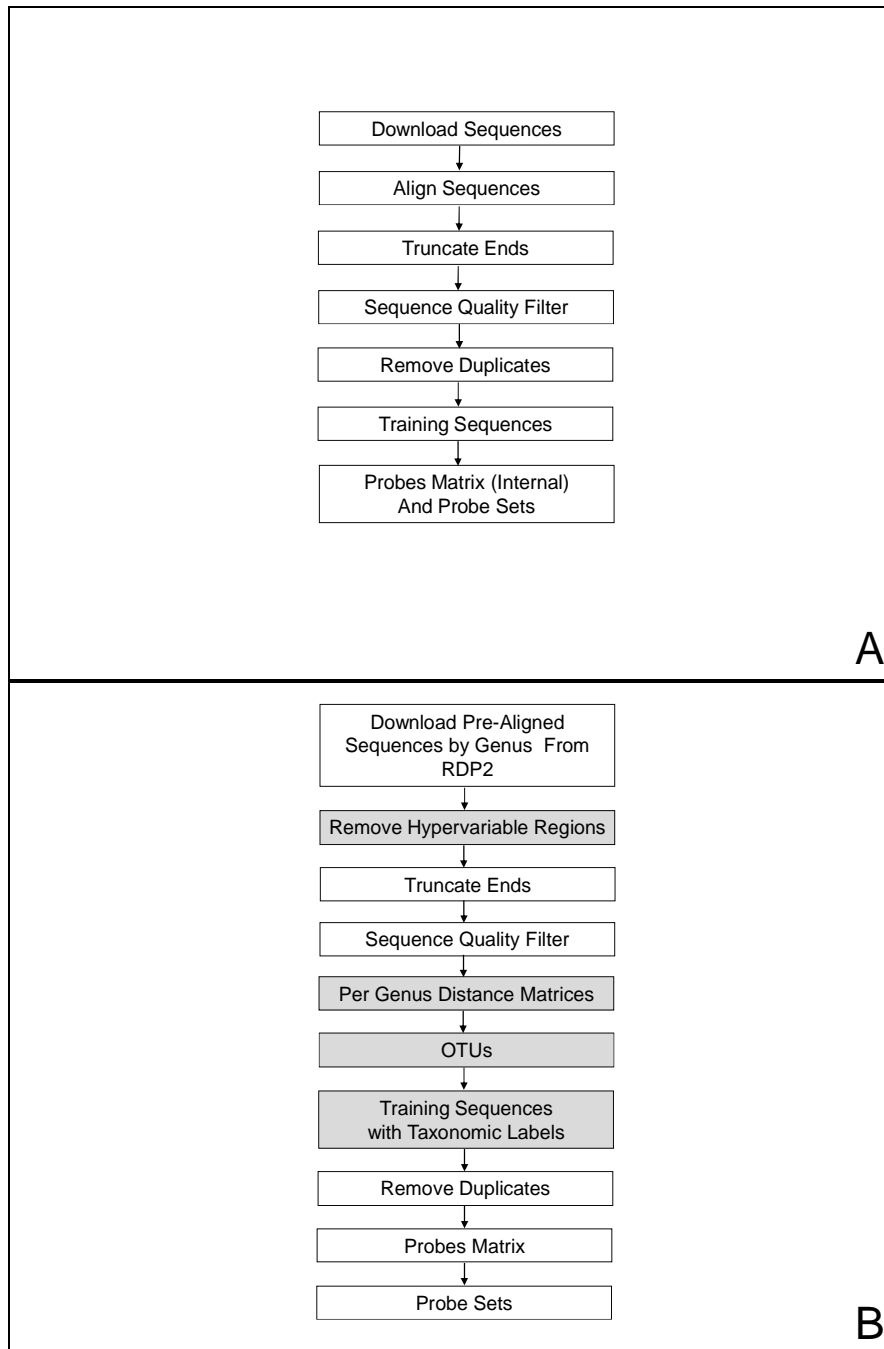 Download Sequences
Align Sequences
Truncate Ends
Sequence Quality Filter
Remove Duplicates
Training Sequences
Probes Matrix (Internal)
And Probe Sets
A
Download Pre-Aligned
Sequences by Genus From
RDP2
Remove Hypervariable Regions
Truncate Ends
Sequence Quality Filter
Per Genus Distance Matrices
OTUs
Training Sequences
with Taxonomic Labels
Remove Duplicates
Probes Matrix
Probe Sets
B